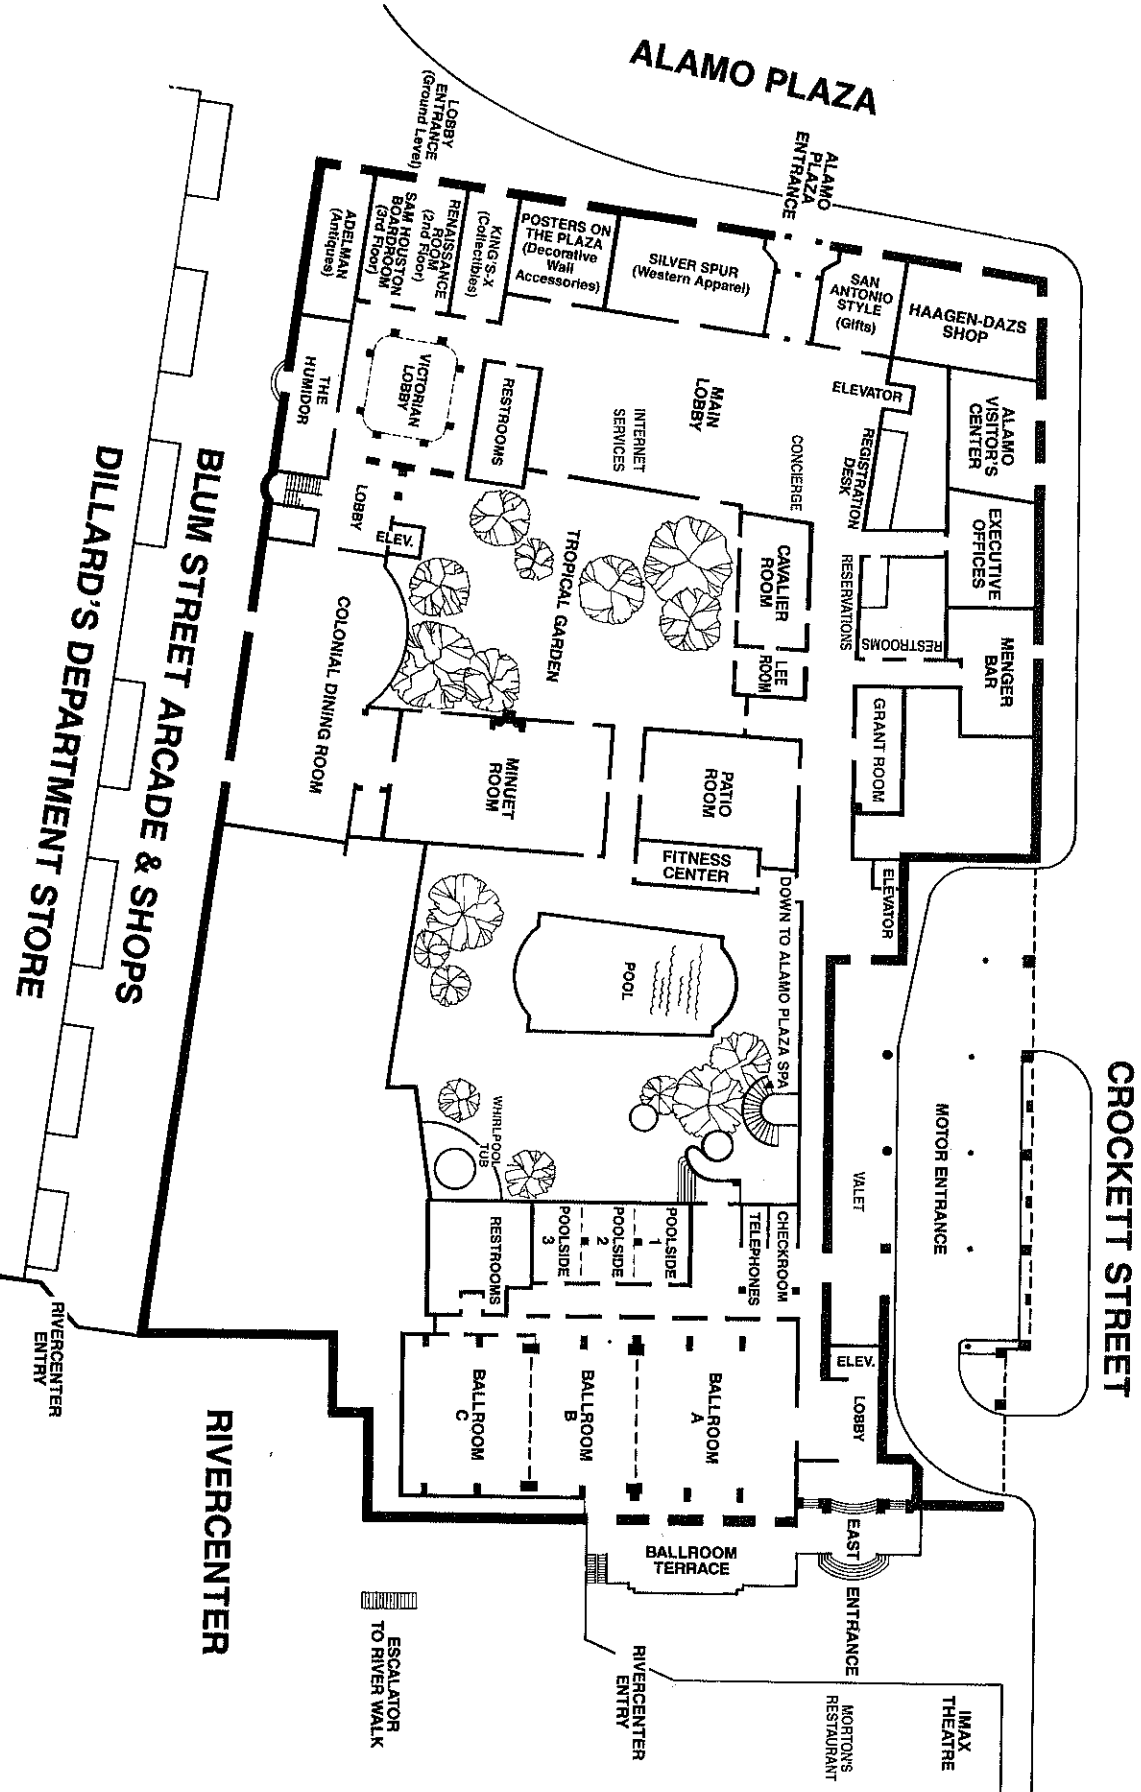 ALAMO PLAZA
ALAMO
PLAZA
ENTRANCE
LOBBY
ENTRANCE
(Ground Level)
ADELMAN
(Antiques)
RENAISSANCE
ROOM
(2nd Floor)
SAM HOUSTON
BOARDROOM
(3rd Floor)
KING'S-X
(Collectibles)
POSTERS ON
THE PLAZA
(Decorative
Wall
Accessories)
SILVER SPUR
(Western Apparel)
SAN
ANTONIO
STYLE
(Gifts)
HAAGEN-DAZS
SHOP
THE
HUMIDOR
VICTORIAN
LOBBY
RESTROOMS
INTERNET
SERVICES
MAIN
LOBBY
CONCIERGE
ELEVATOR
REGISTRATION
DESK
ALAMO
VISITOR'S
CENTER
EXECUTIVE
OFFICES
LOBBY
ELEV.
TROPICAL GARDEN
CAVALIER
ROOM
LEE
ROOM
RESERVATIONS
RESTROOMS
MENGER
BAR
GRANT ROOM
COLONIAL DINING ROOM
MINUET
ROOM
PATIO
ROOM
FITNESS
CENTER
ELEVATOR
DOWN TO ALAMO PLAZA SPA
POOL
WHIRLPOOL
TUB
MOTOR ENTRANCE
VALET
CROCKETT STREET
RESTROOMS
POOLSIDE
3
POOLSIDE
2
POOLSIDE
1
TELEPHONES
CHECKROOM
BALLROOM
C
BALLROOM
B
BALLROOM
A
ELEV.
LOBBY
BALLROOM
TERRACE
EAST ENTRANCE
BLUM STREET ARCADE & SHOPS
DILLARD'S DEPARTMENT STORE
RIVERCENTER
ENTRY
RIVERCENTER
ESCALATOR
TO RIVER WALK
RIVERCENTER
ENTRY
MORTON'S
RESTAURANT
IMAX
THEATRE